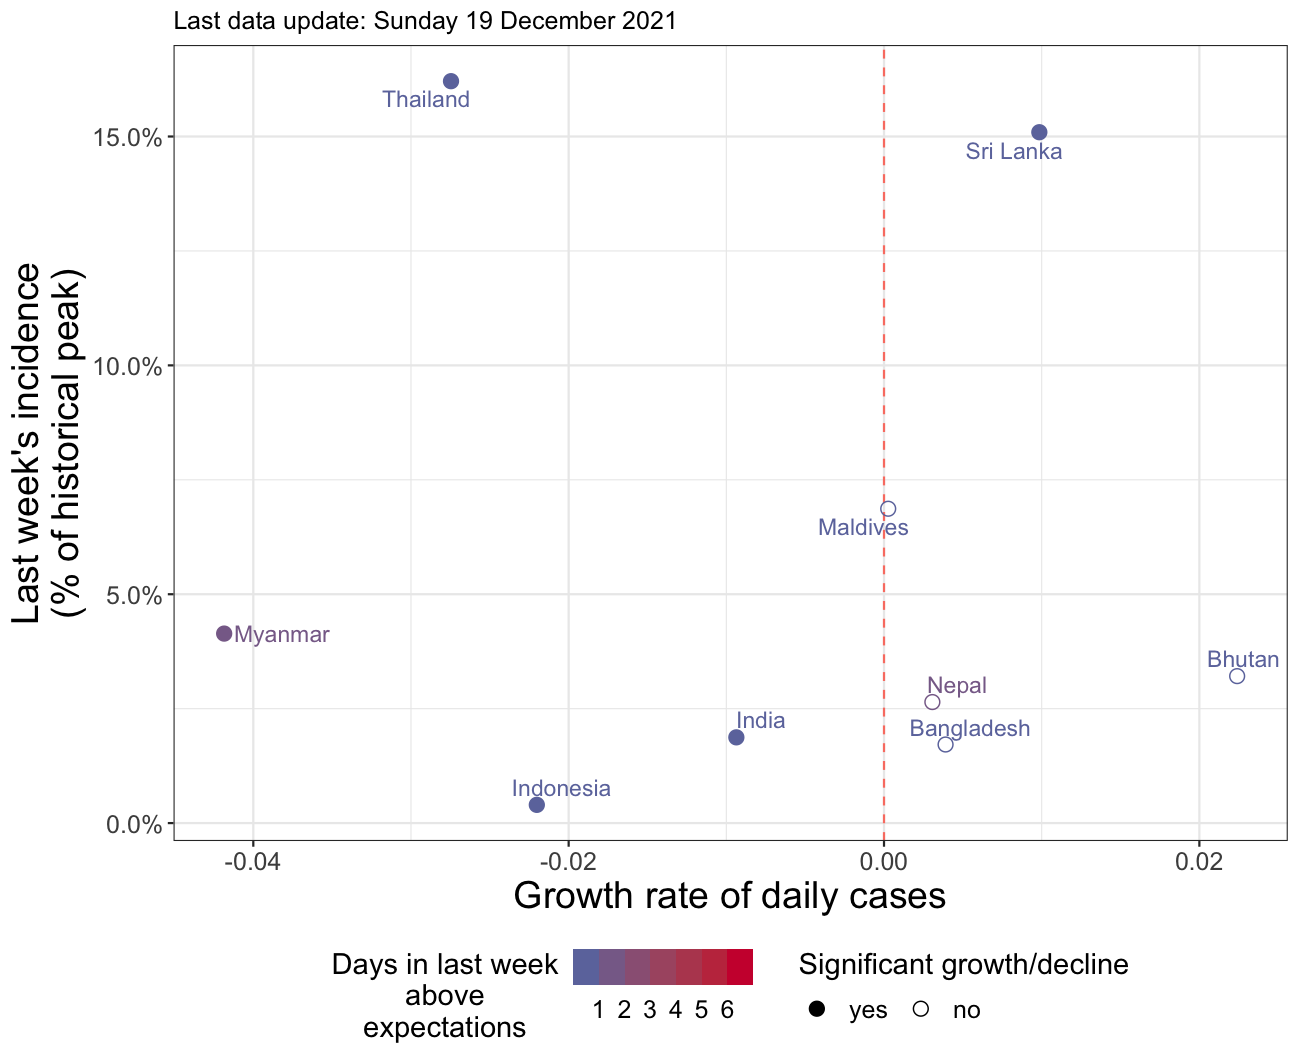 Last data update: Sunday 19 December 2021
Thailand
15.0%
Sri Lanka
Last week's incidence
(% of historical peak)
10.0%
Maldives
5.0%
Myanmar
Bhutan
Nepal
India
Bangladesh
Indonesia
0.0%
-0.04
-0.02
0.00
0.02
Growth rate of daily cases
Days in last week
above
expectations
1 2 3 4 5 6
Significant growth/decline
yes
no